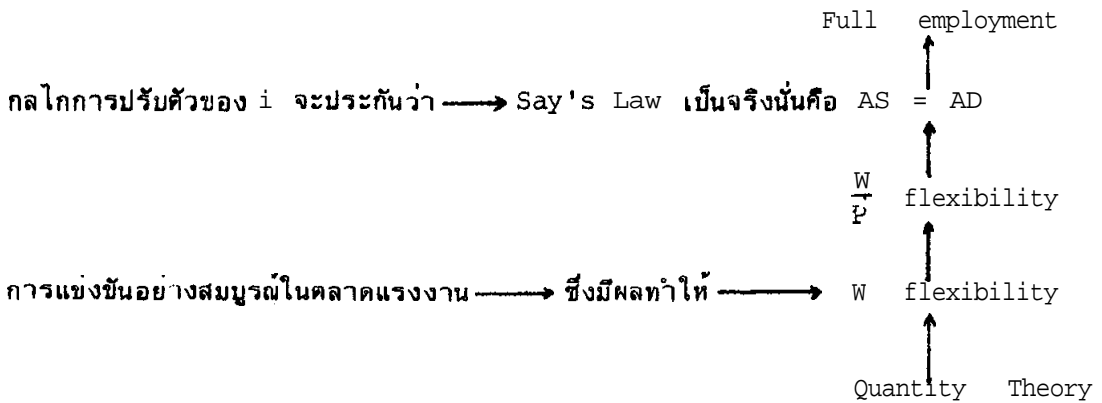 Full employment
กลไกการปรับตัวของ i จะประกันว่า → Say's Law เป็นจริงนั่นคือ AS = AD
W
P flexibility
การแข่งขันอย่างสมบูรณ์ในตลาดแรงงาน → ซึ่งมีผลทำให้ → W flexibility
Quantity Theory